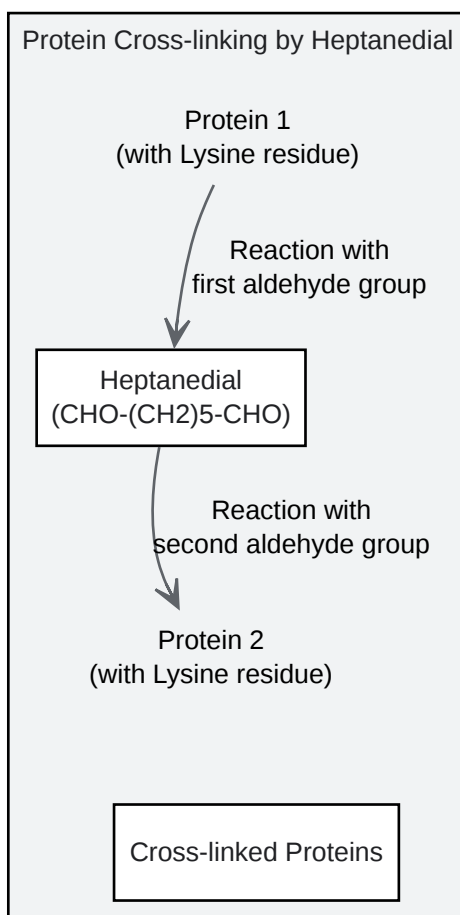 Protein Cross-linking by Heptanedial
Protein 1
(with Lysine residue)
Reaction with
first aldehyde group
Heptanedial
(CHO-(CH2)5-CHO)
Reaction with
second aldehyde group
Protein 2
(with Lysine residue)
Cross-linked Proteins